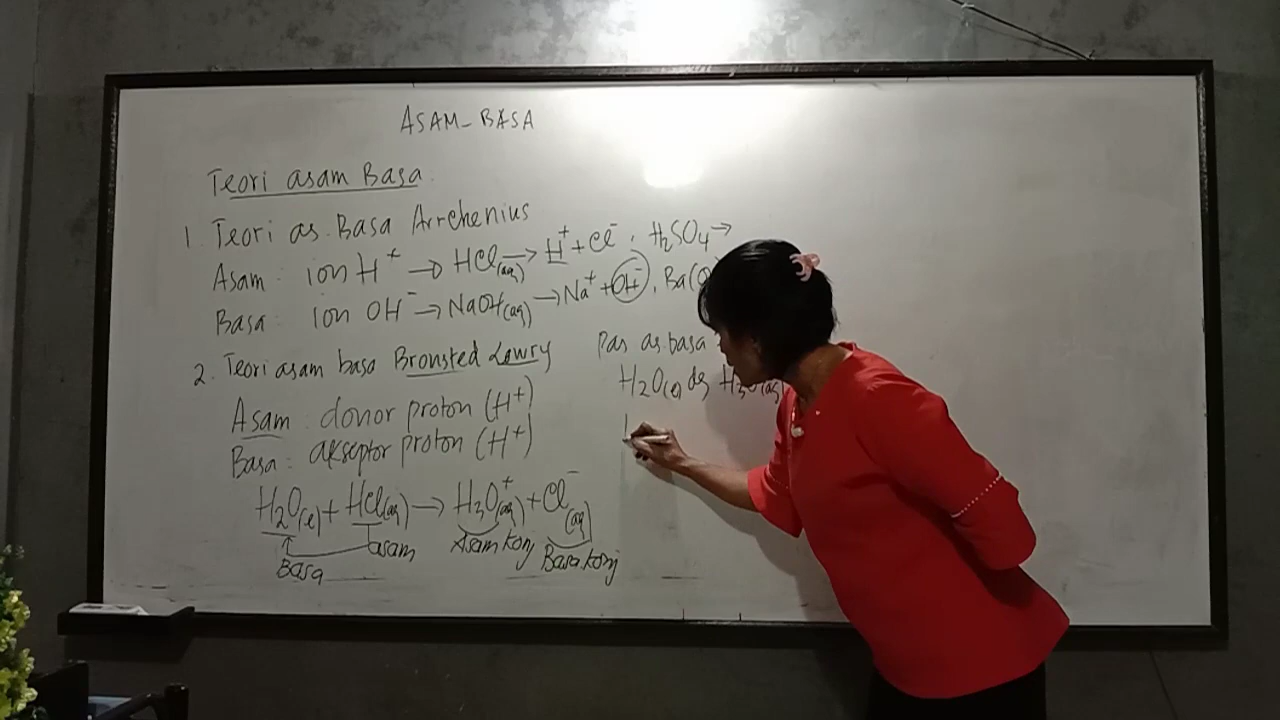 ASAM-BASA
Teori asam Basa
1. Teori as. Basa Arrchenius
Asam : ion H⁺ → HCl(aq) → H⁺ + Cl⁻, H₂SO₄ →
Basa : ion OH⁻ → NaOH(aq) → Na⁺ + OH⁻, Ba(O
2. Teori asam basa Bronsted Lowry
Asam : donor proton (H⁺)
Basa : akseptor proton (H⁺)
H₂O(l) + HCl(aq) → H₃O⁺(aq) + Cl⁻(aq)
asam
Basa
Asam konj
Basa konj
Pas as basa
H₂O(l) dg H₃O(aq)